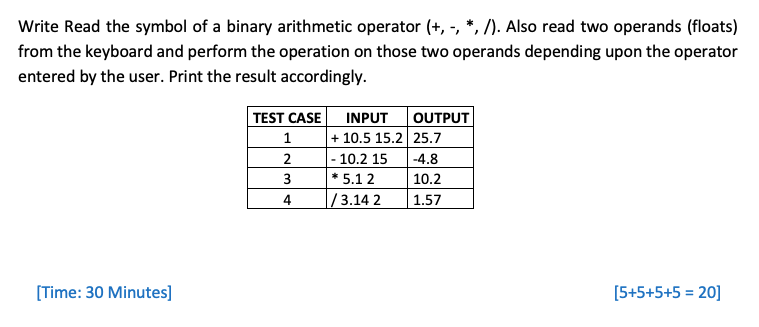 Write Read the symbol of a binary arithmetic operator (+, -, *, /). Also read two operands (floats)
from the keyboard and perform the operation on those two operands depending upon the operator
entered by the user. Print the result accordingly.
TEST CASE INPUT OUTPUT
1 + 10.5 15.2 25.7
2 - 10.2 15 -4.8
3 * 5.1 2 10.2
4 / 3.14 2 1.57
[Time: 30 Minutes] [5+5+5+5 = 20]